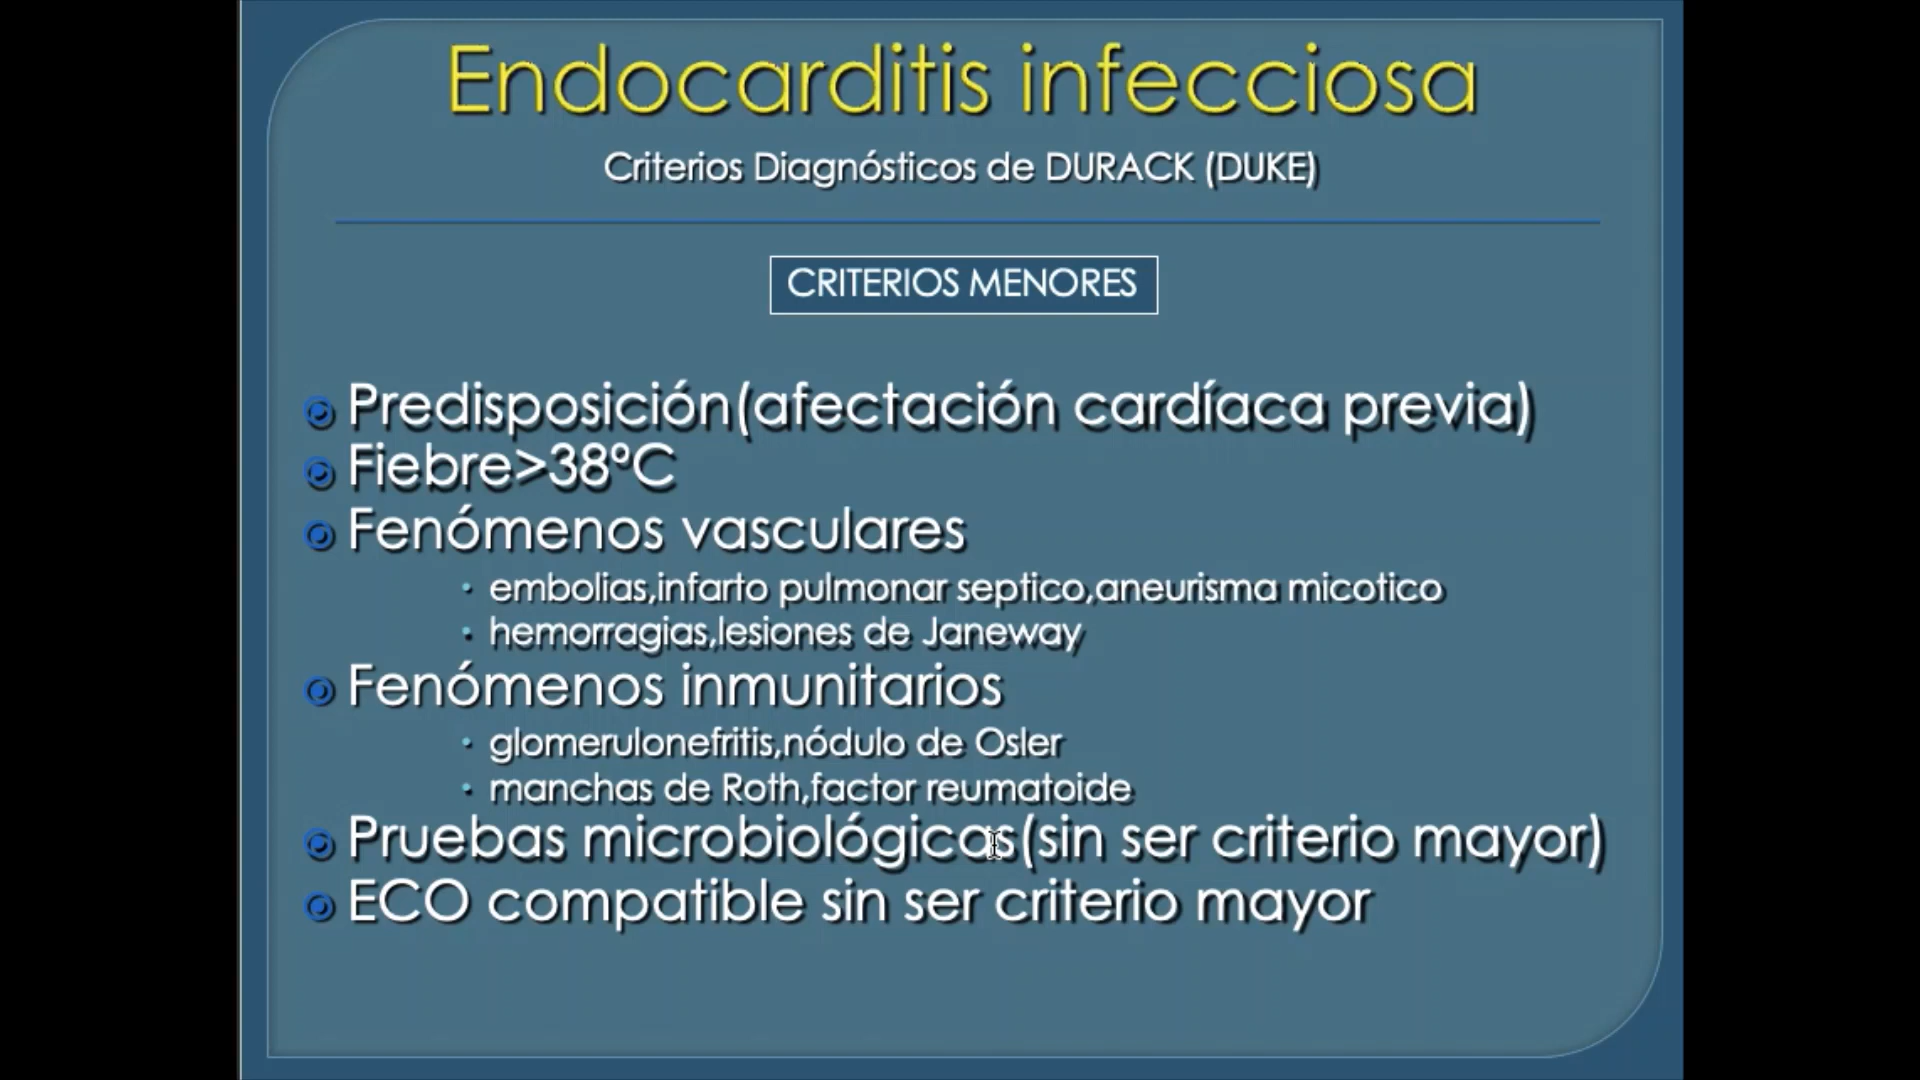 Endocarditis infecciosa
Criterios Diagnósticos de DURACK (DUKE)
CRITERIOS MENORES
Predisposición(afectación cardíaca previa)
Fiebre>38ºC
Fenómenos vasculares
embolias,infarto pulmonar septico,aneurisma micotico
hemorragias,lesiones de Janeway
Fenómenos inmunitarios
glomerulonefritis,nódulo de Osler
manchas de Roth,factor reumatoide
Pruebas microbiológicas(sin ser criterio mayor)
ECO compatible sin ser criterio mayor